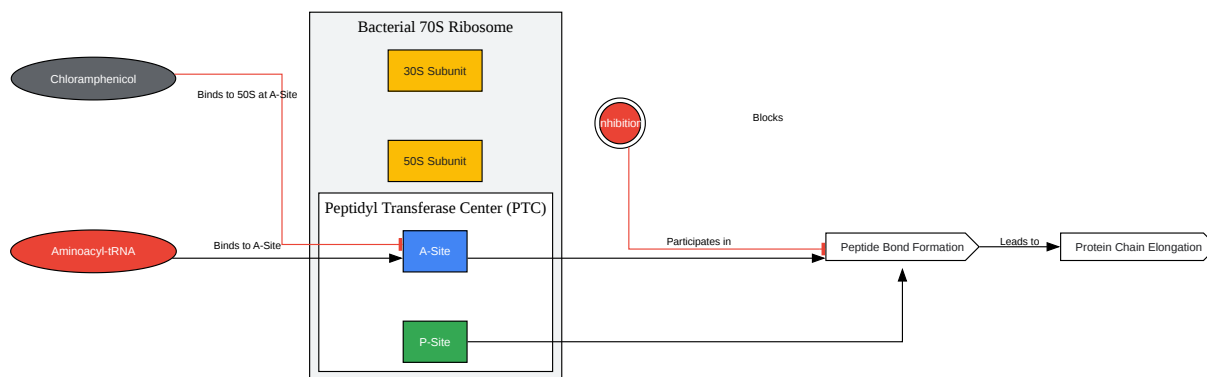 Bacterial 70S Ribosome
30S Subunit
Chloramphenicol
Binds to 50S at A-Site
Inhibition
Blocks
50S Subunit
Peptidyl Transferase Center (PTC)
Aminoacyl-tRNA
Binds to A-Site
A-Site
Participates in
Peptide Bond Formation
Leads to
Protein Chain Elongation
P-Site